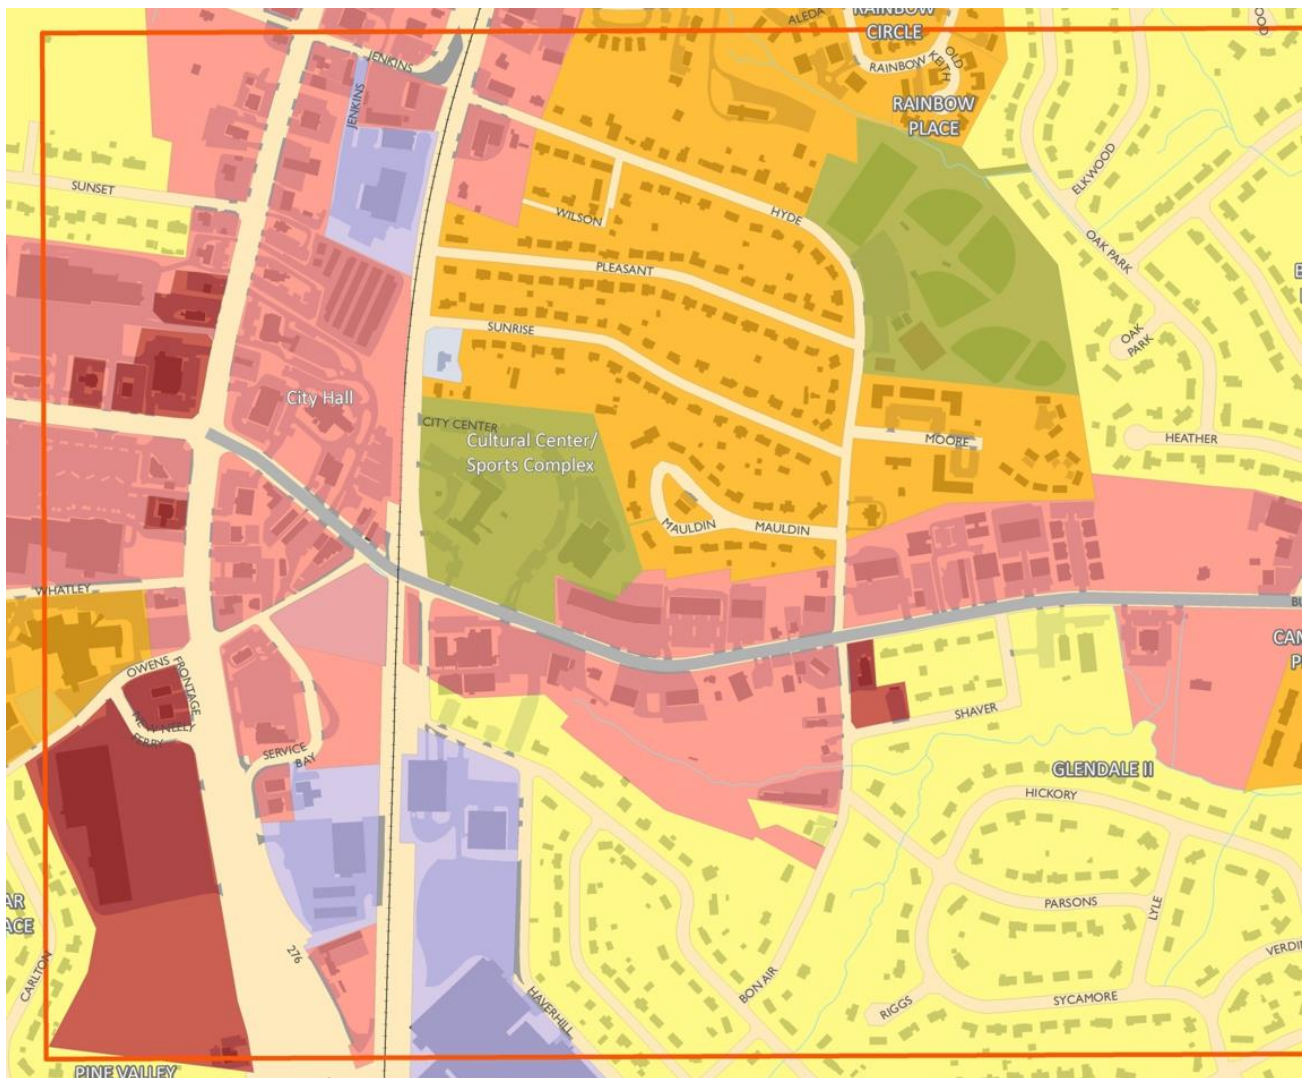 ALEDA
RAINBOW
CIRCLE
RAINBOW
OLD
KBTH
RAINBOW
PLACE
JENKINS
JENKINS
ELKWOOD
SUNSET
WILSON
HYDE
OAK PARK
PLEASANT
SUNRISE
OAK
PARK
City Hall
CITY CENTER
Cultural Center/
Sports Complex
MOORE
HEATHER
MAULDIN
MAULDIN
WHATLEY
OWENS
FRONTAGE
NEW NEELY
FERRY
SERVICE
BAY
SHAVER
GLENDALE II
HICKORY
PARSONS
LYLE
CARLTON
276
HAVERHILL
BON AIR
RIGGS
SYCAMORE
PINE VALLEY